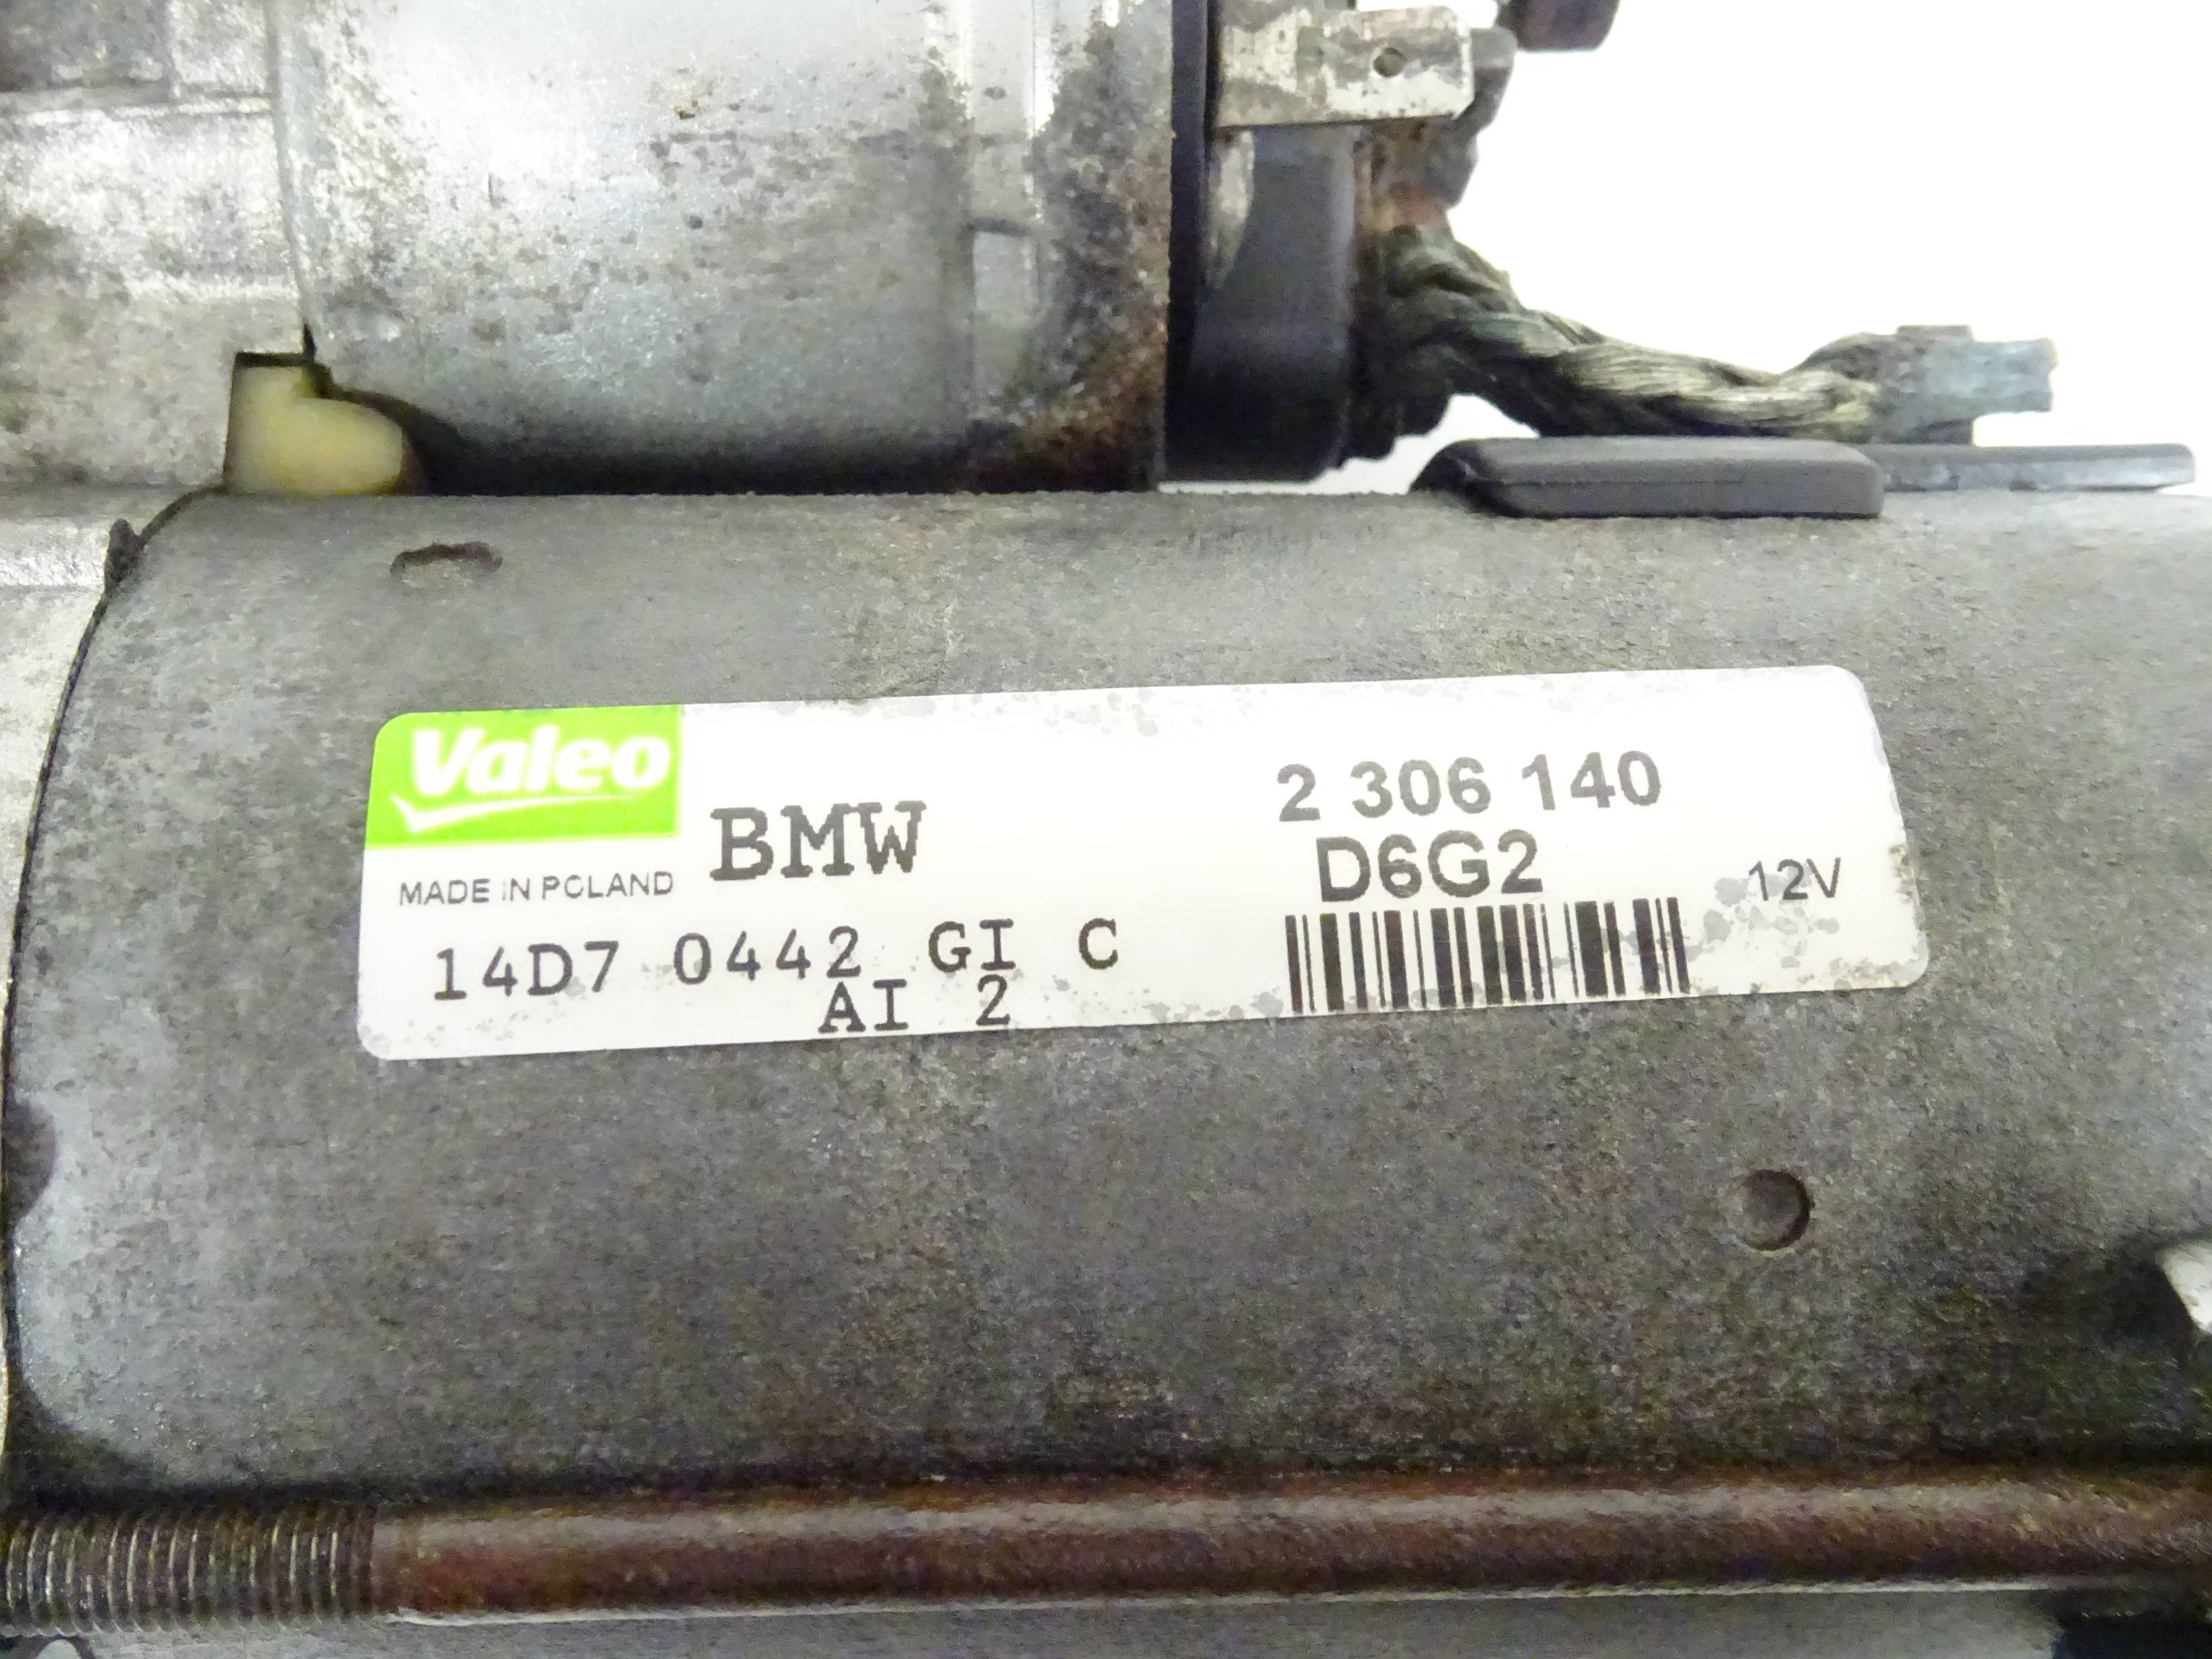 Valeo
BMW
2 306 140
D6G2
12V
MADE IN POLAND
14D7 0442 GI C
AI 2